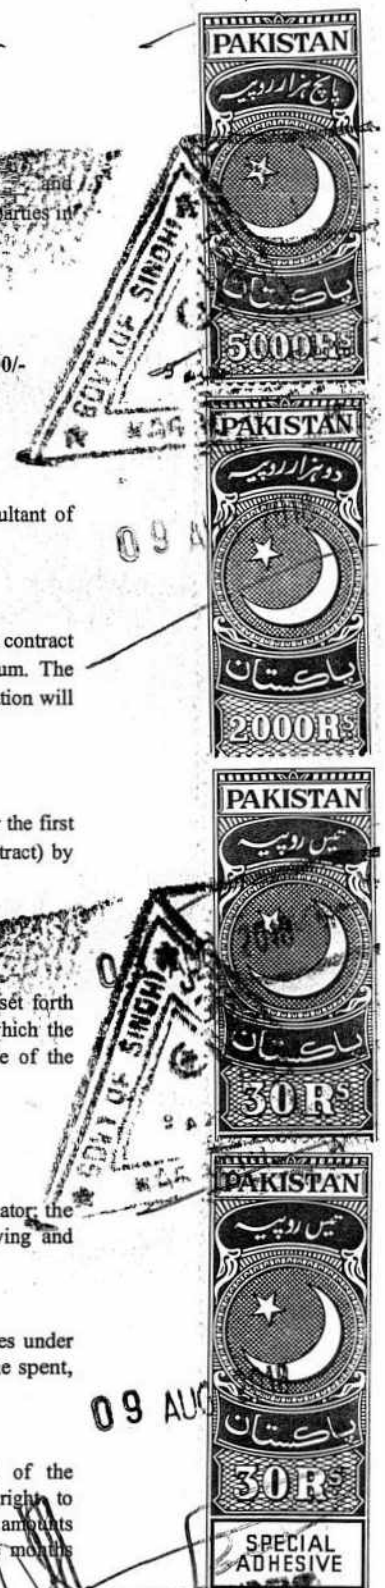 PAKISTAN
پانچ ہزار روپیہ
and
parties in
GOVT OF SINDH
پاکستان
5000RS
0/-
PAKISTAN
دو ہزار روپیہ
ultant of
09 A
contract
um. The
tion will
پاکستان
2000RS
PAKISTAN
the first
tract) by
تیس روپیہ
2018
set forth
which the
e of the
GOVT OF SINDH
پاکستان
30RS
PAKISTAN
ator; the
ving and
تیس روپیہ
es under
e spent,
09 AUG
پاکستان
of the
right to
amounts
months
30RS
SPECIAL
ADHESIVE